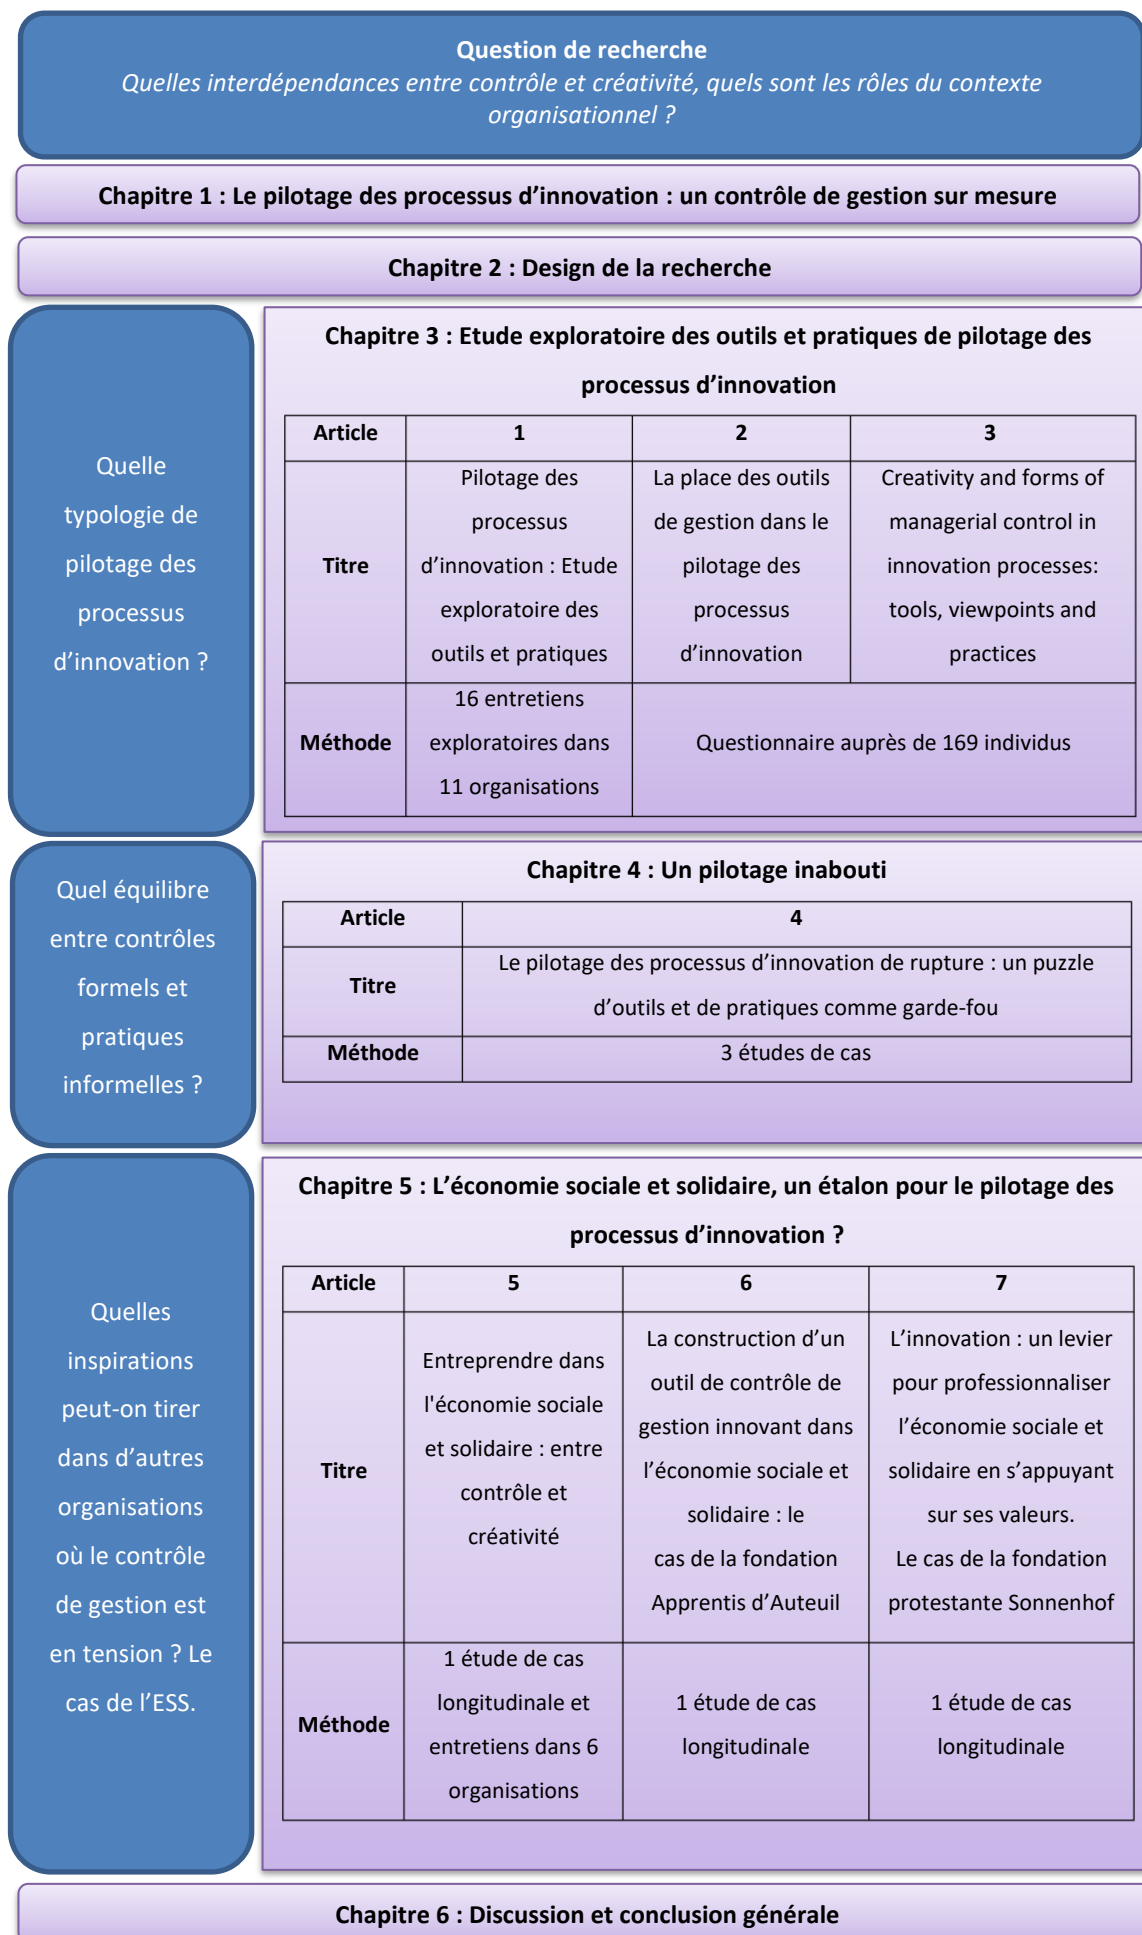 Question de recherche
Quelles interdépendances entre contrôle et créativité, quels sont les rôles du contexte
organisationnel ?
Chapitre 1 : Le pilotage des processus d’innovation : un contrôle de gestion sur mesure
Chapitre 2 : Design de la recherche
Quelle
typologie de
pilotage des
processus
d’innovation ?
Chapitre 3 : Etude exploratoire des outils et pratiques de pilotage des
processus d’innovation
Article
1
2
3
Titre
Pilotage des
processus
d’innovation : Etude
exploratoire des
outils et pratiques
La place des outils
de gestion dans le
pilotage des
processus
d’innovation
Creativity and forms of
managerial control in
innovation processes:
tools, viewpoints and
practices
Méthode
16 entretiens
exploratoires dans
11 organisations
Questionnaire auprès de 169 individus
Quel équilibre
entre contrôles
formels et
pratiques
informelles ?
Chapitre 4 : Un pilotage inabouti
Article
4
Titre
Le pilotage des processus d’innovation de rupture : un puzzle
d’outils et de pratiques comme garde-fou
Méthode
3 études de cas
Quelles
inspirations
peut-on tirer
dans d’autres
organisations
où le contrôle
de gestion est
en tension ? Le
cas de l’ESS.
Chapitre 5 : L’économie sociale et solidaire, un étalon pour le pilotage des
processus d’innovation ?
Article
5
6
7
Titre
Entreprendre dans
l'économie sociale
et solidaire : entre
contrôle et
créativité
La construction d’un
outil de contrôle de
gestion innovant dans
l’économie sociale et
solidaire : le
cas de la fondation
Apprentis d’Auteuil
L’innovation : un levier
pour professionnaliser
l’économie sociale et
solidaire en s’appuyant
sur ses valeurs.
Le cas de la fondation
protestante Sonnenhof
Méthode
1 étude de cas
longitudinale et
entretiens dans 6
organisations
1 étude de cas
longitudinale
1 étude de cas
longitudinale
Chapitre 6 : Discussion et conclusion générale